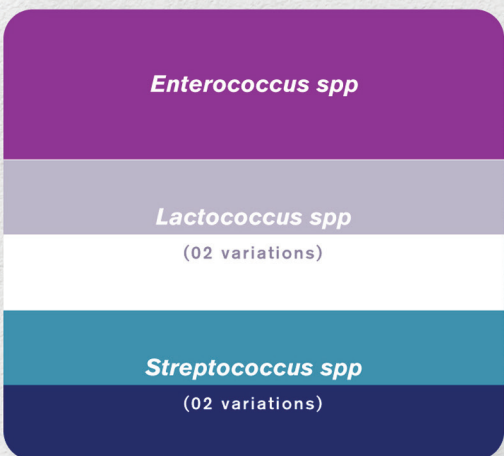 Enterococcus spp
Lactococcus spp
(02 variations)
Streptococcus spp
(02 variations)